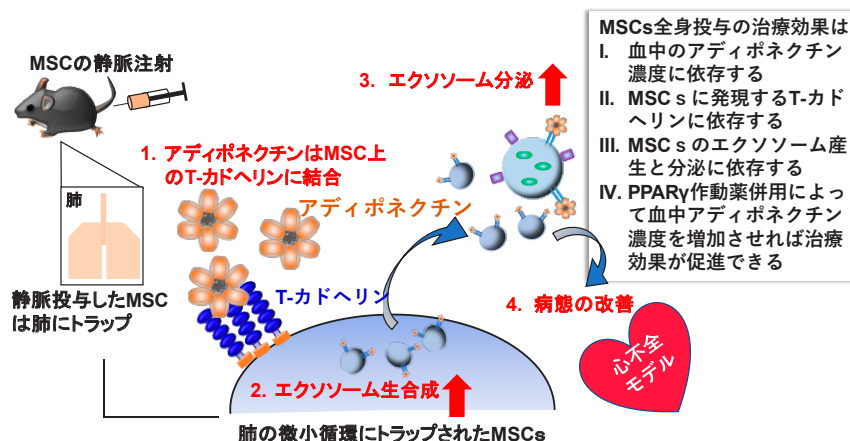 MSCの静脈注射
肺
静脈投与したMSC
は肺にトラップ
1. アディポネクチンはMSC上
のT-カドヘリンに結合
アディポネクチン
T-カドヘリン
2. エクソソーム生合成
肺の微小循環にトラップされたMSCs
3. エクソソーム分泌
4. 病態の改善
心不全
モデル
MSCs全身投与の治療効果は
I. 血中のアディポネクチン
濃度に依存する
II. MSCｓに発現するT-カド
ヘリンに依存する
III. MSCｓのエクソソーム産
生と分泌に依存する
IV. PPARγ作動薬併用によっ
て血中アディポネクチン
濃度を増加させれば治療
効果が促進できる